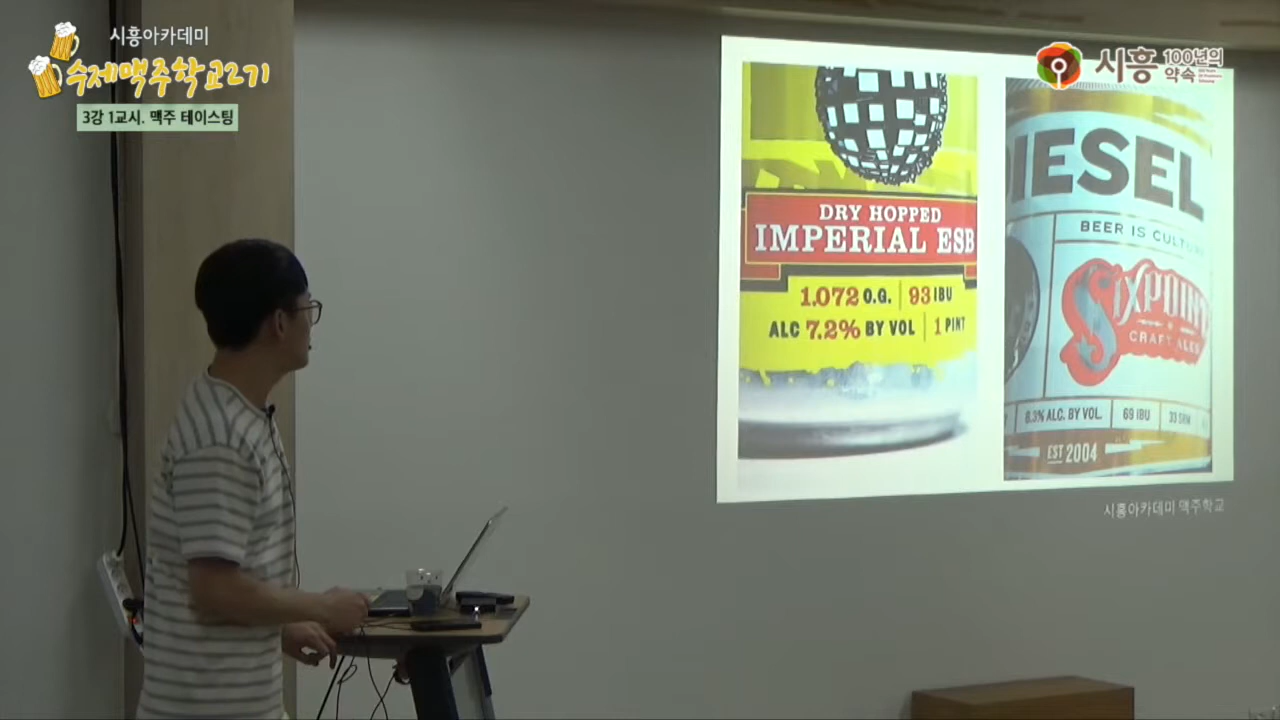 시흥아카데미
수제맥주학교2기
3강 1교시. 맥주 테이스팅
시흥 100년의 약속
DRY HOPPED
IMPERIAL ESB
1.072 O.G. 93 IBU
ALC 7.2% BY VOL 1 PINT
IESEL
BEER IS CULTU
SIXPOINT
CRAFT ALES
6.3% ALC. BY VOL. 69 IBU 33 SRM
EST 2004
시흥아카데미 맥주학교